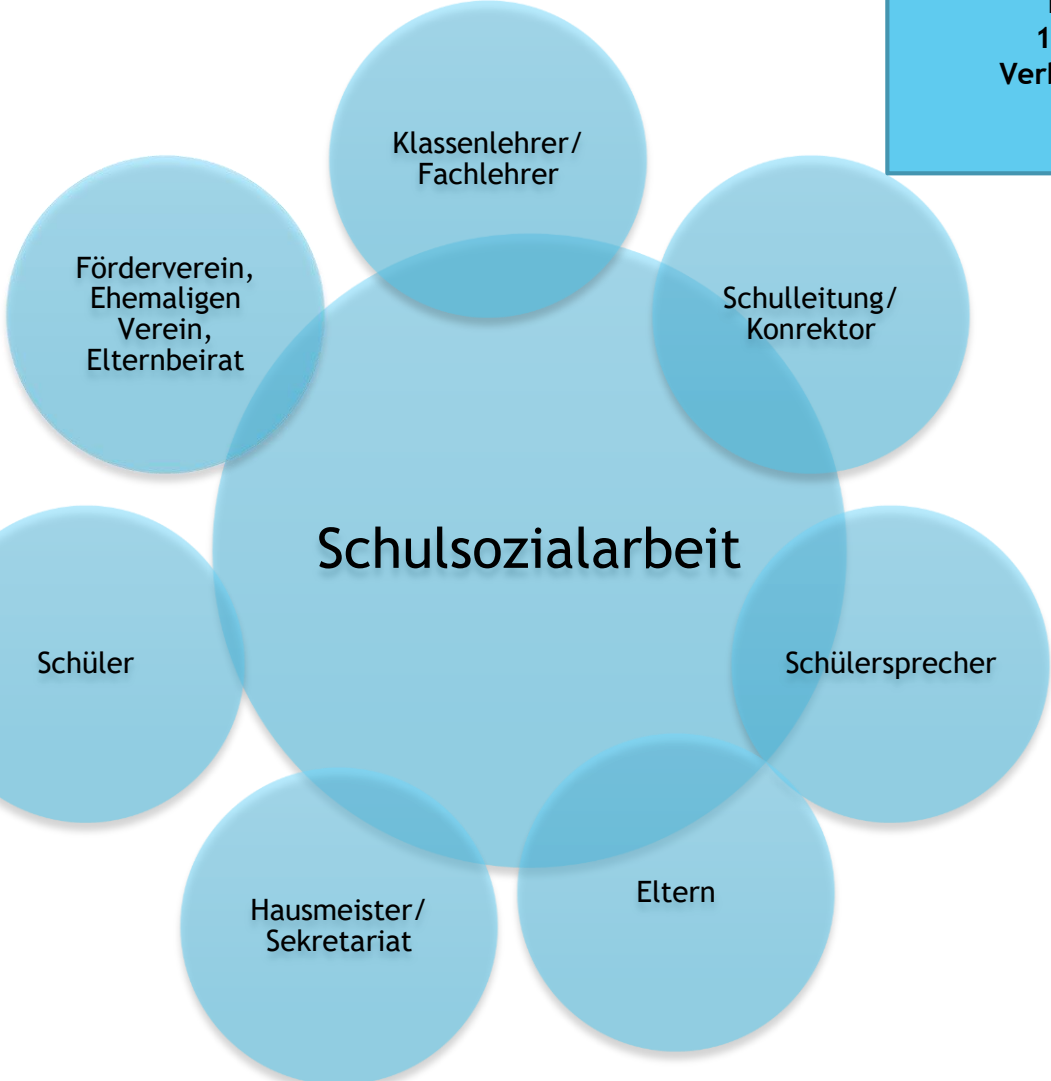 Klassenlehrer/
Fachlehrer
Förderverein,
Ehemaligen
Verein,
Elternbeirat
Schulleitung/
Konrektor
Schulsozialarbeit
Schüler
Schülersprecher
Hausmeister/
Sekretariat
Eltern